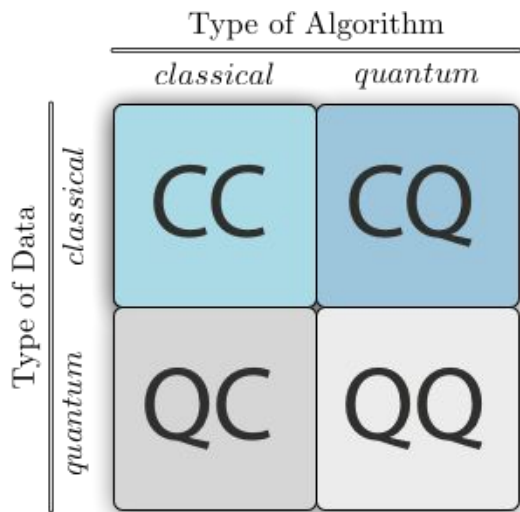 Type of Algorithm
classical quantum
Type of Data
classical
CC CQ
quantum
QC QQ